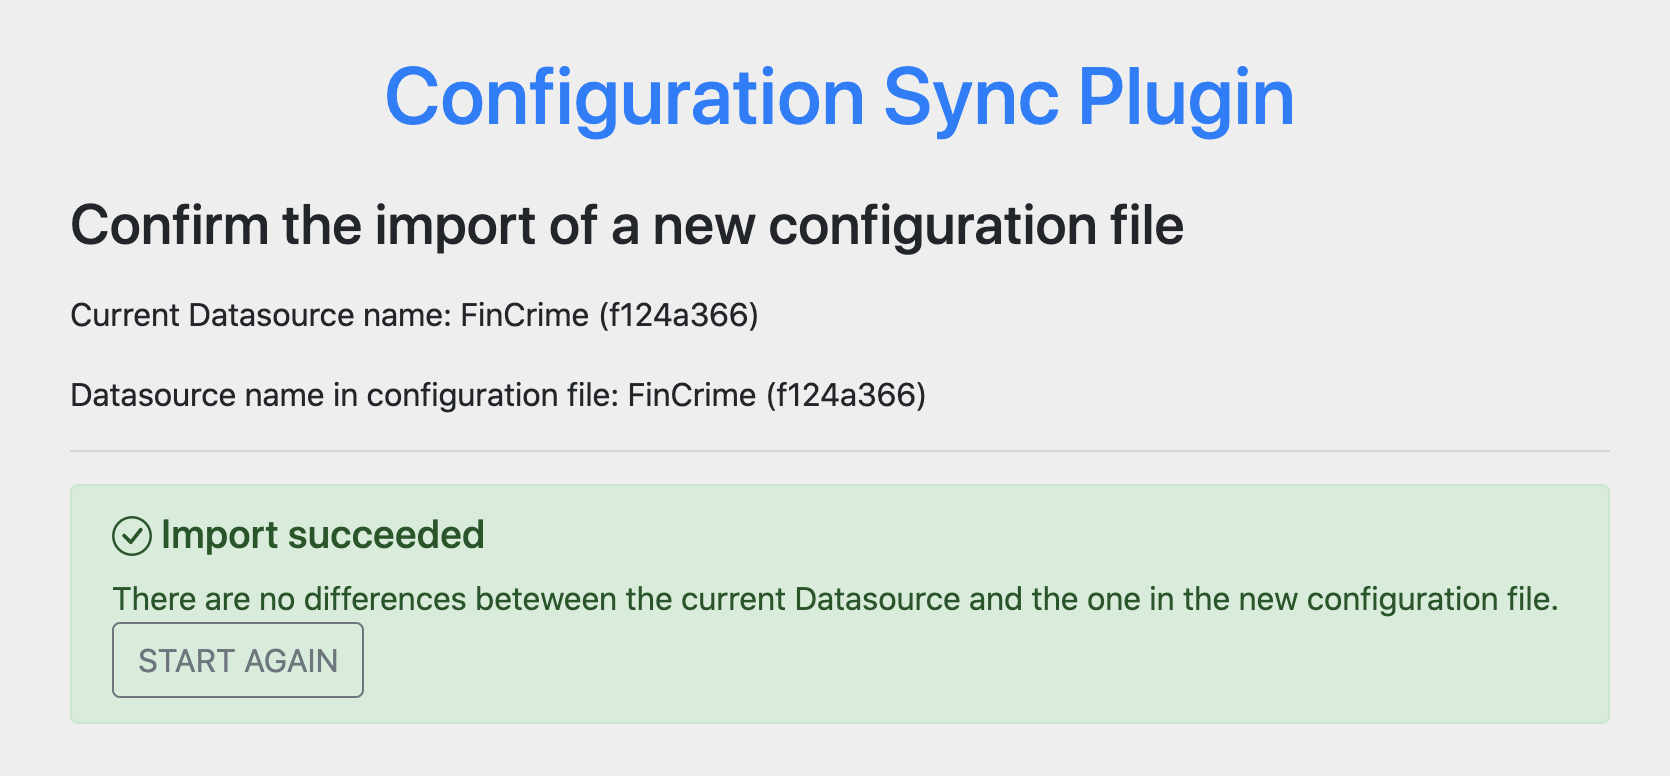 Configuration Sync Plugin
Confirm the import of a new configuration file
Current Datasource name: FinCrime (f124a366)
Datasource name in configuration file: FinCrime (f124a366)
Import succeeded
There are no differences beteween the current Datasource and the one in the new configuration file.
START AGAIN